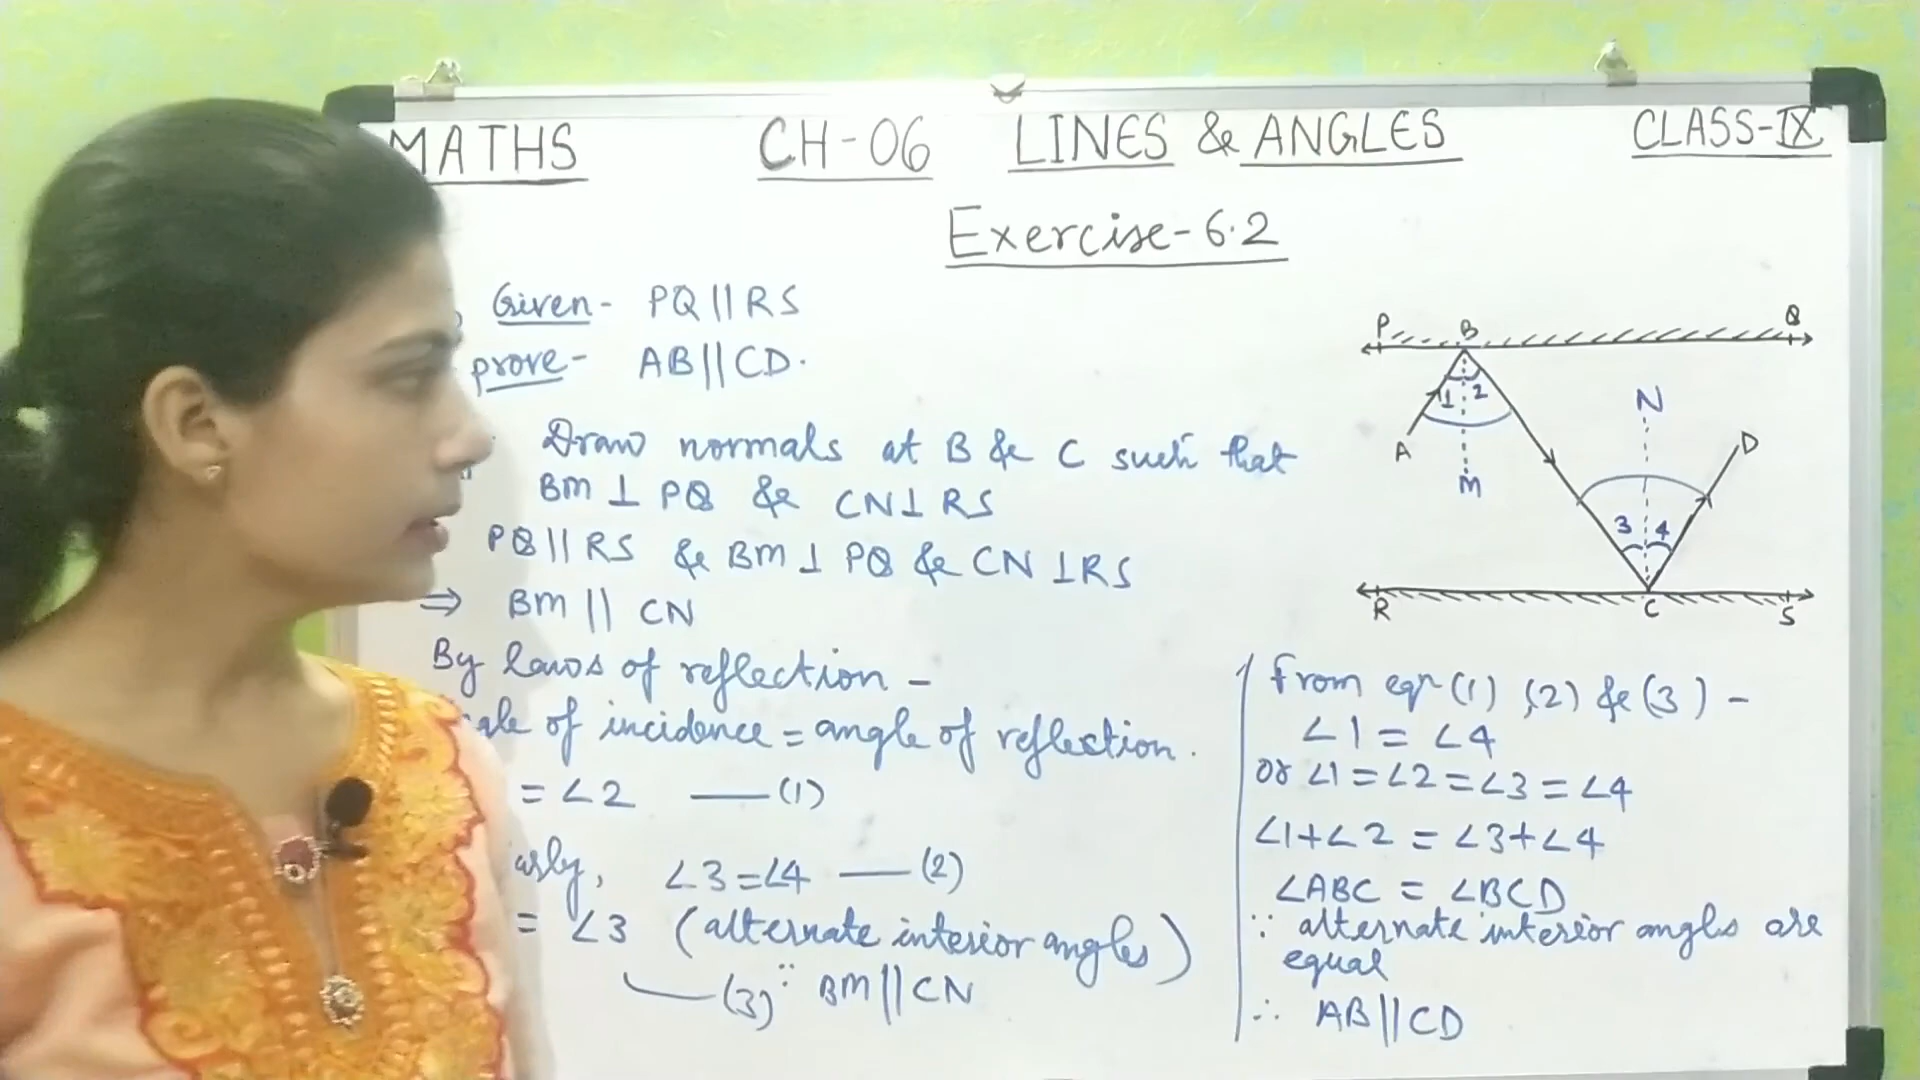 MATHS CH-06 LINES & ANGLES CLASS-IX
Exercise-6.2
Given- PQ||RS
prove- AB||CD.
Draw normals at B & C such that
BM ⊥ PQ & CN ⊥ RS
PQ || RS & BM ⊥ PQ & CN ⊥ RS
⇒ BM || CN
By laws of reflection -
of incidence = angle of reflection.
= ∠2 —(1)
∠3=∠4 —(2)
= ∠3 (alternate interior angles)
—(3) ∵ BM || CN
P B Q
1 2
A M
N
D
3 4
R C S
From eqn (1), (2) & (3) -
∠1 = ∠4
or ∠1 = ∠2 = ∠3 = ∠4
∠1+∠2 = ∠3+∠4
∠ABC = ∠BCD
∵ alternate interior angles are
equal
∴ AB || CD